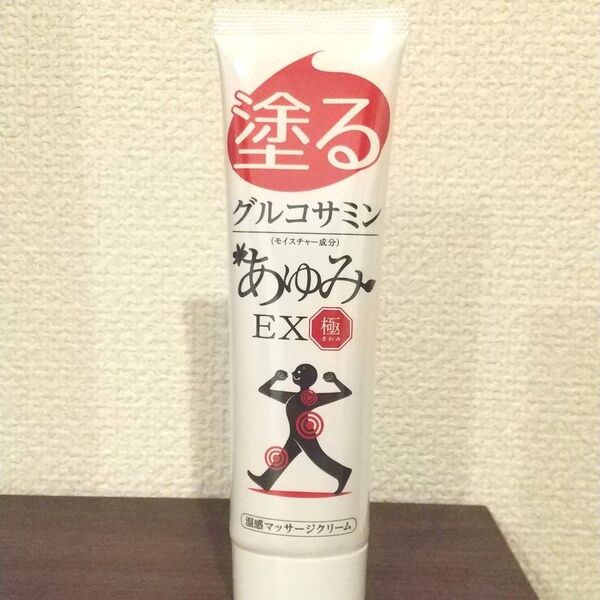 塗る
グルコサミン
(モイスチャー成分)
*あゆみ
EX 極
きわみ
温感マッサージクリーム